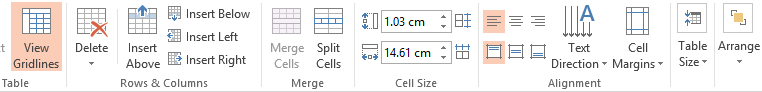 View
Gridlines
Table
Delete
Insert
Above
Insert Below
Insert Left
Insert Right
Rows & Columns
Merge
Cells
Split
Cells
Merge
1.03 cm
14.61 cm
Cell Size
Text
Direction
Cell
Margins
Alignment
Table
Size
Arrange